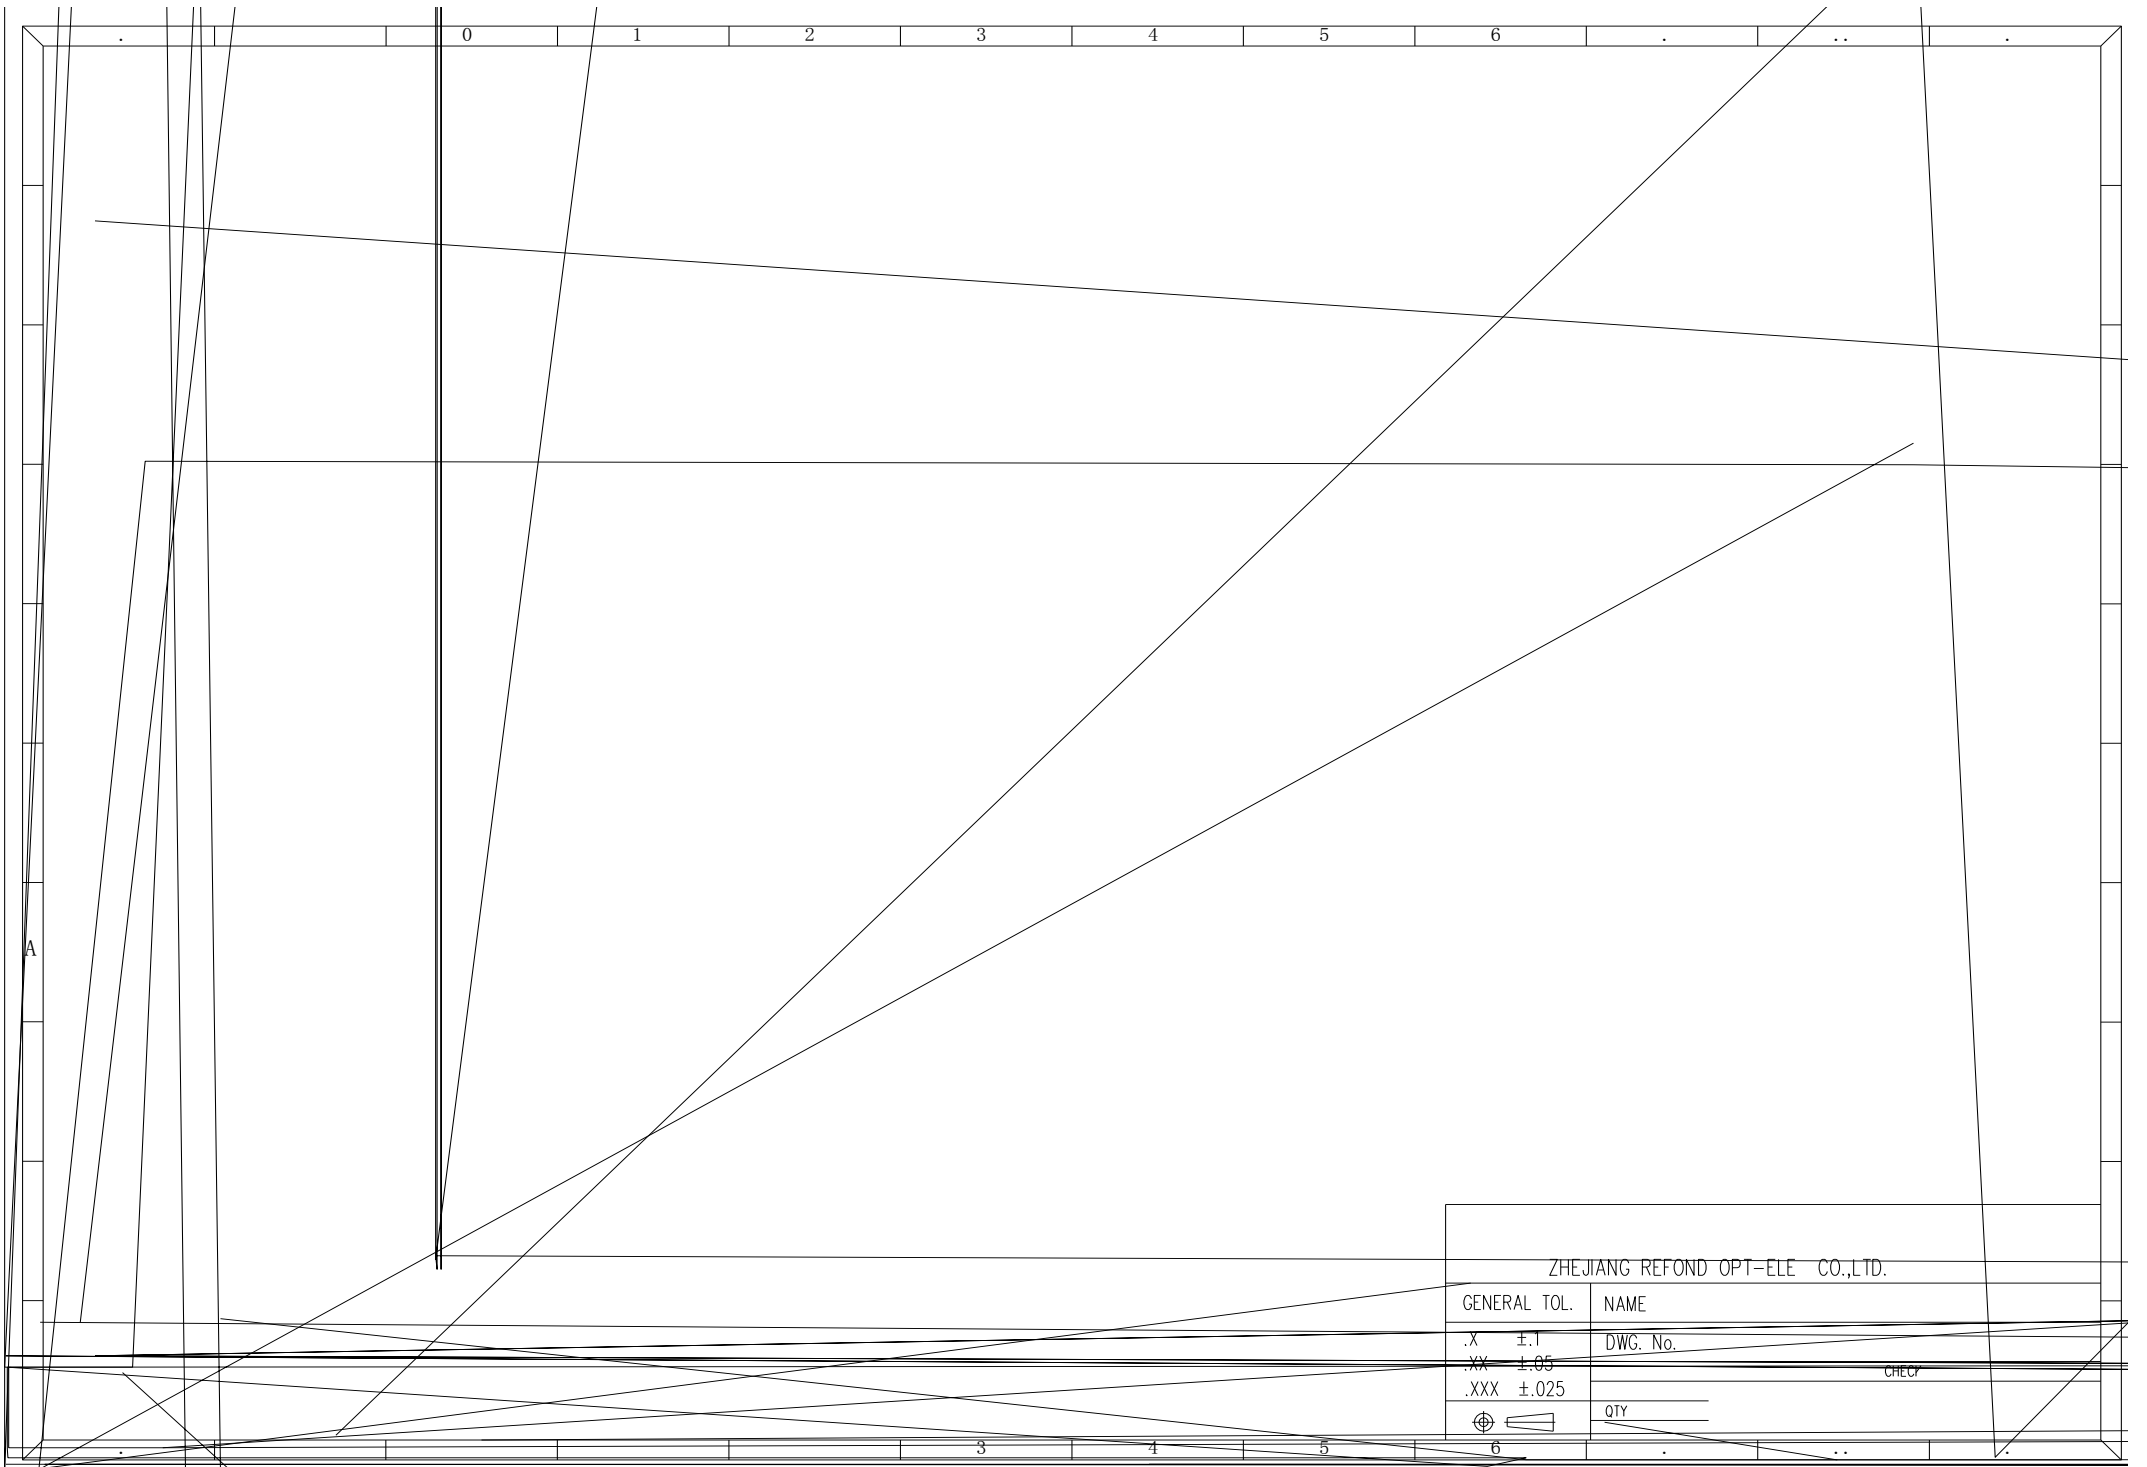 . 0 1 2 3 4 5 6 . .. .
A
ZHEJIANG REFOND OPT-ELE CO.,LTD.
GENERAL TOL. NAME
.X ±.1 DWG. No.
.XX ±.05
CHECK
.XXX ±.025
QTY
. 3 4 5 6 . .. .